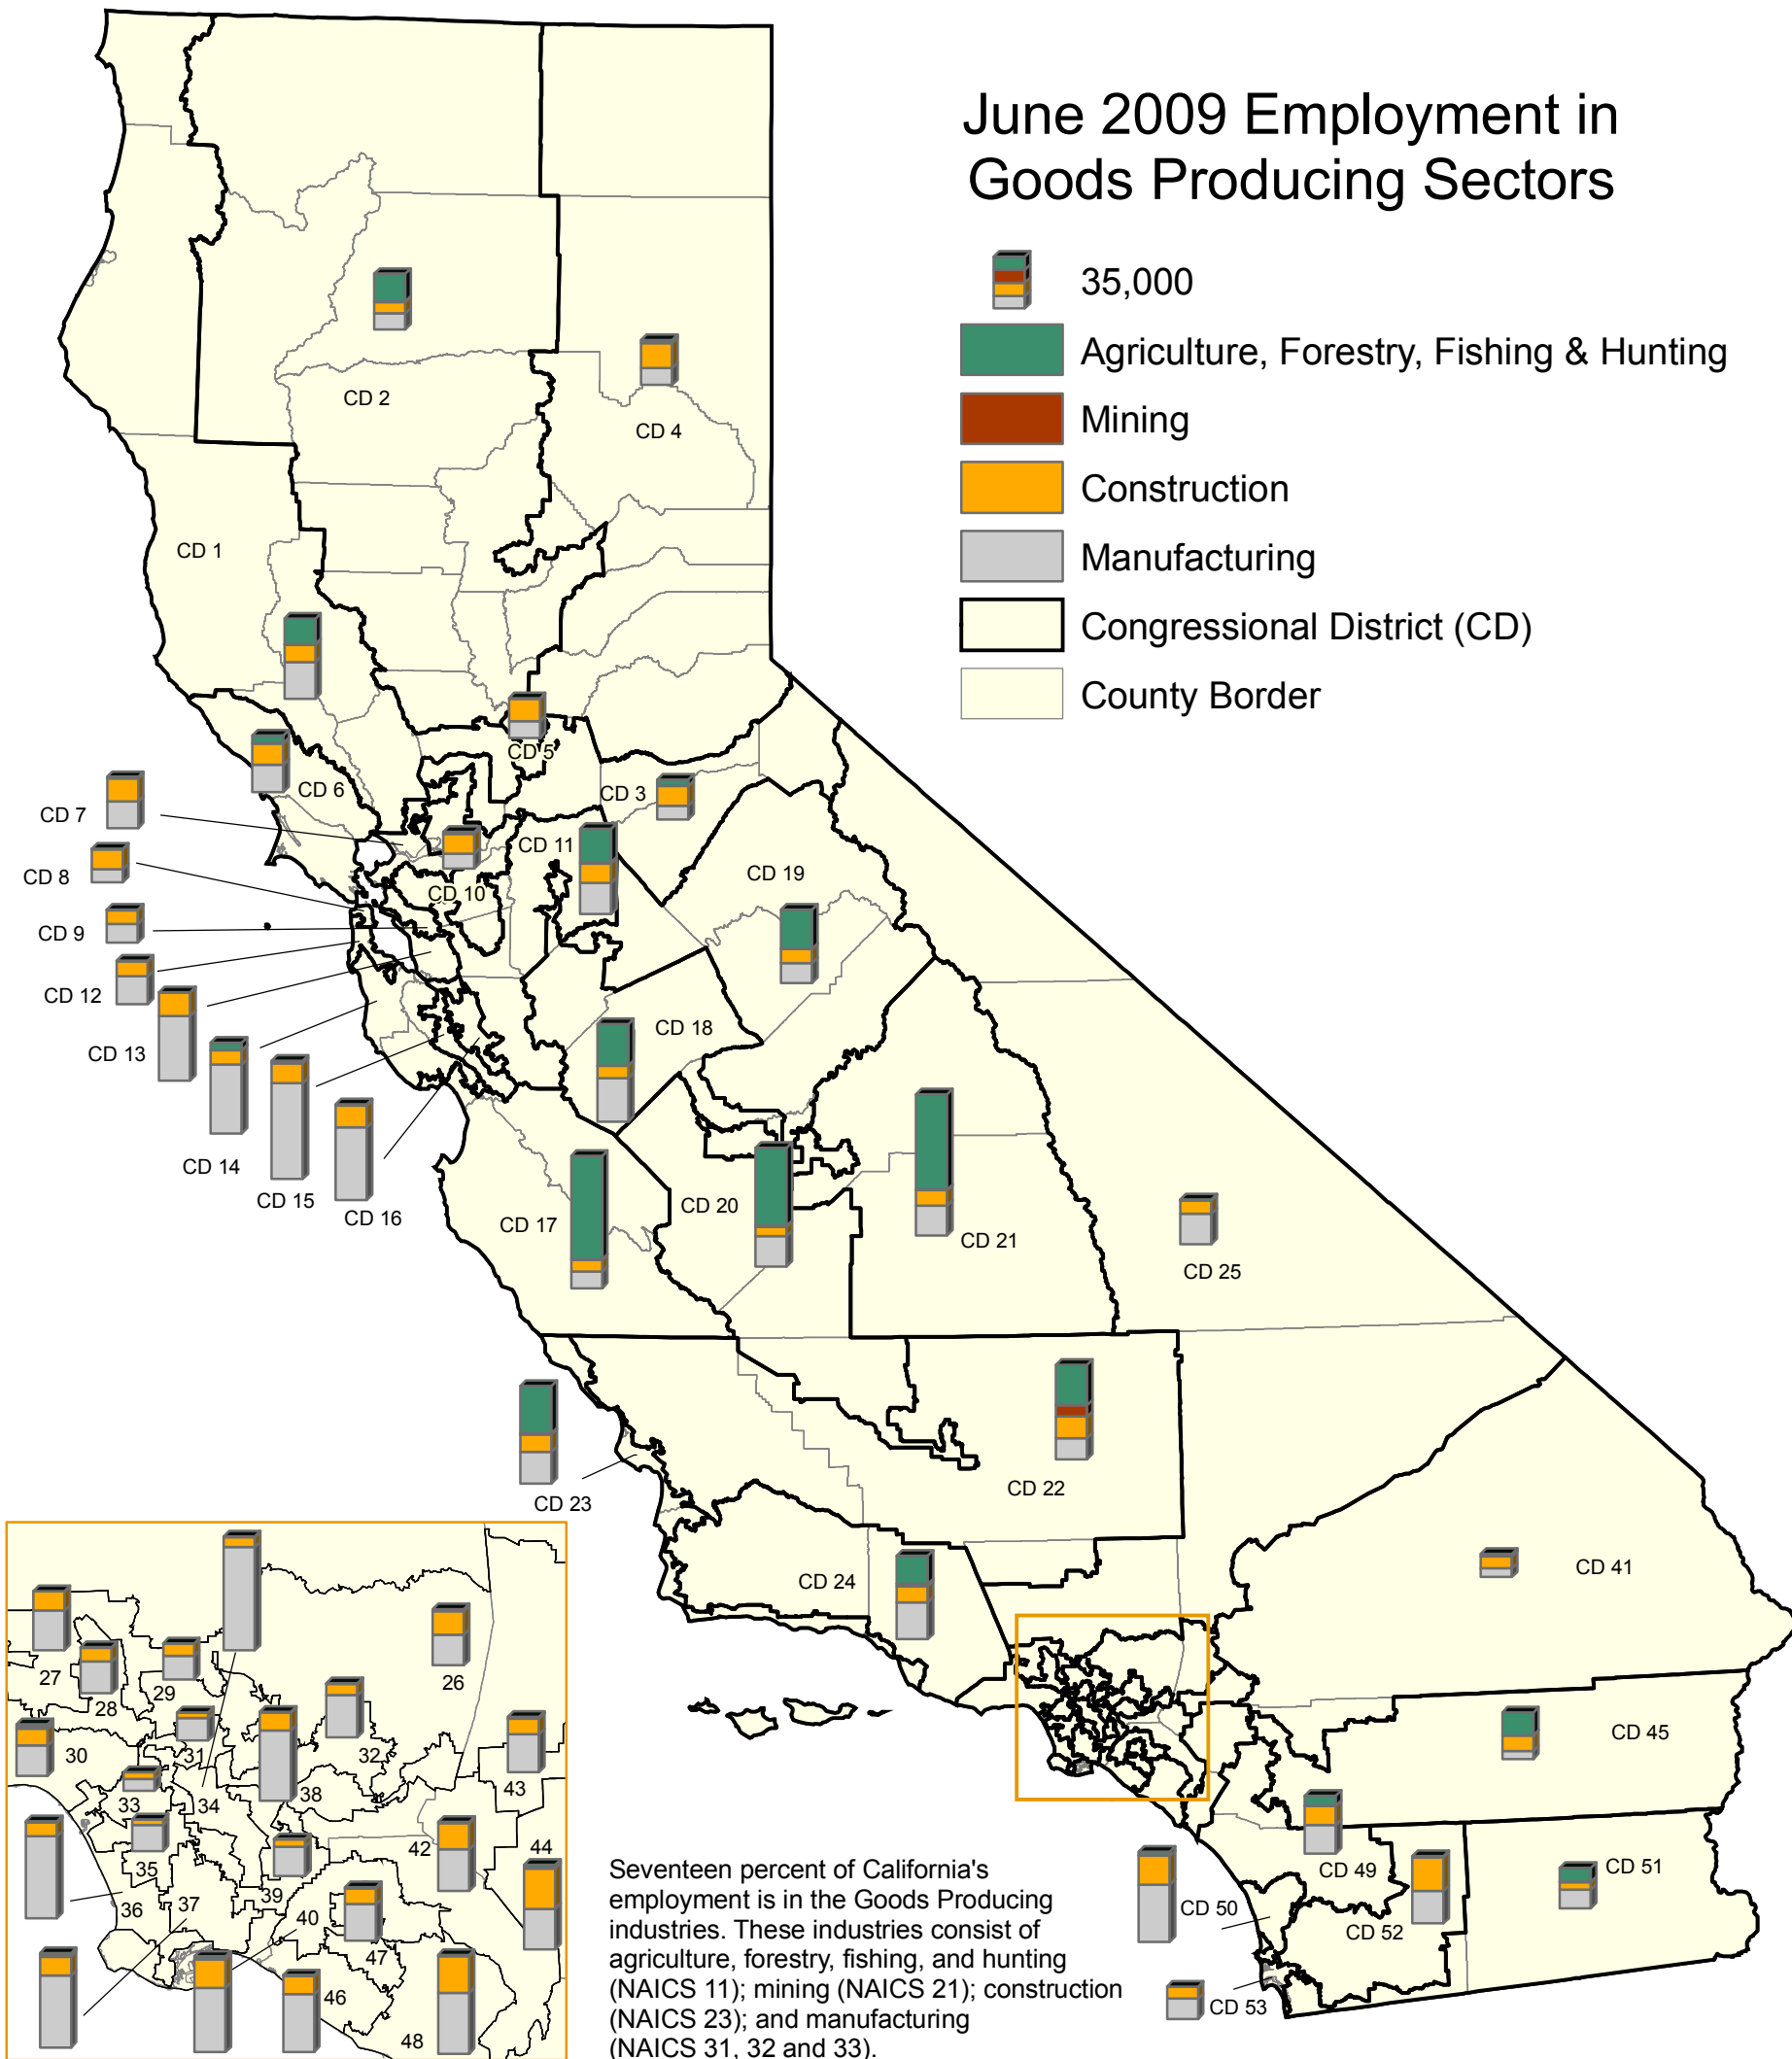 June 2009 Employment in
Goods Producing Sectors
35,000
Agriculture, Forestry, Fishing & Hunting
Mining
Construction
Manufacturing
Congressional District (CD)
County Border
CD 2
CD 4
CD 1
CD 5
CD 6
CD 3
CD 7
CD 11
CD 8
CD 10
CD 19
CD 9
CD 12
CD 18
CD 13
CD 14
CD 15
CD 16
CD 17
CD 20
CD 21
CD 25
CD 22
CD 23
CD 24
CD 41
CD 45
CD 49
CD 51
CD 50
CD 52
CD 53
27
28
29
26
30
31
32
43
33
34
38
42
44
35
39
36
37
40
47
46
48
Seventeen percent of California's
employment is in the Goods Producing
industries. These industries consist of
agriculture, forestry, fishing, and hunting
(NAICS 11); mining (NAICS 21); construction
(NAICS 23); and manufacturing
(NAICS 31, 32 and 33).